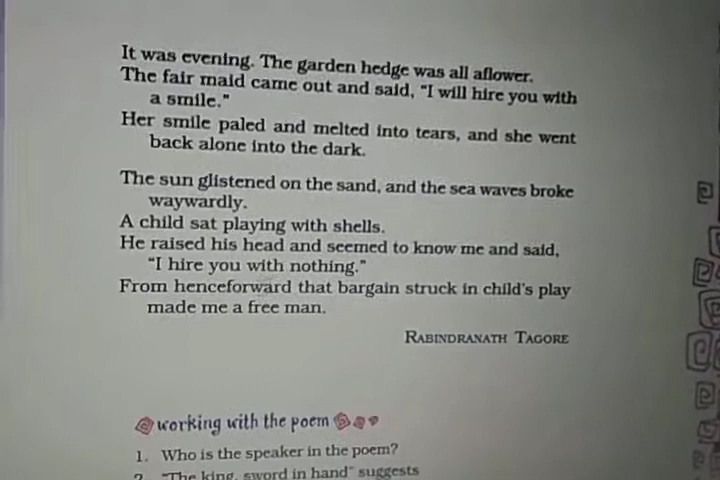 It was evening. The garden hedge was all aflower.
The fair maid came out and said, "I will hire you with
a smile."
Her smile paled and melted into tears, and she went
back alone into the dark.
The sun glistened on the sand, and the sea waves broke
waywardly.
A child sat playing with shells.
He raised his head and seemed to know me and said,
"I hire you with nothing."
From henceforward that bargain struck in child's play
made me a free man.
RABINDRANATH TAGORE
working with the poem
1. Who is the speaker in the poem?
2. "The king, sword in hand" suggests